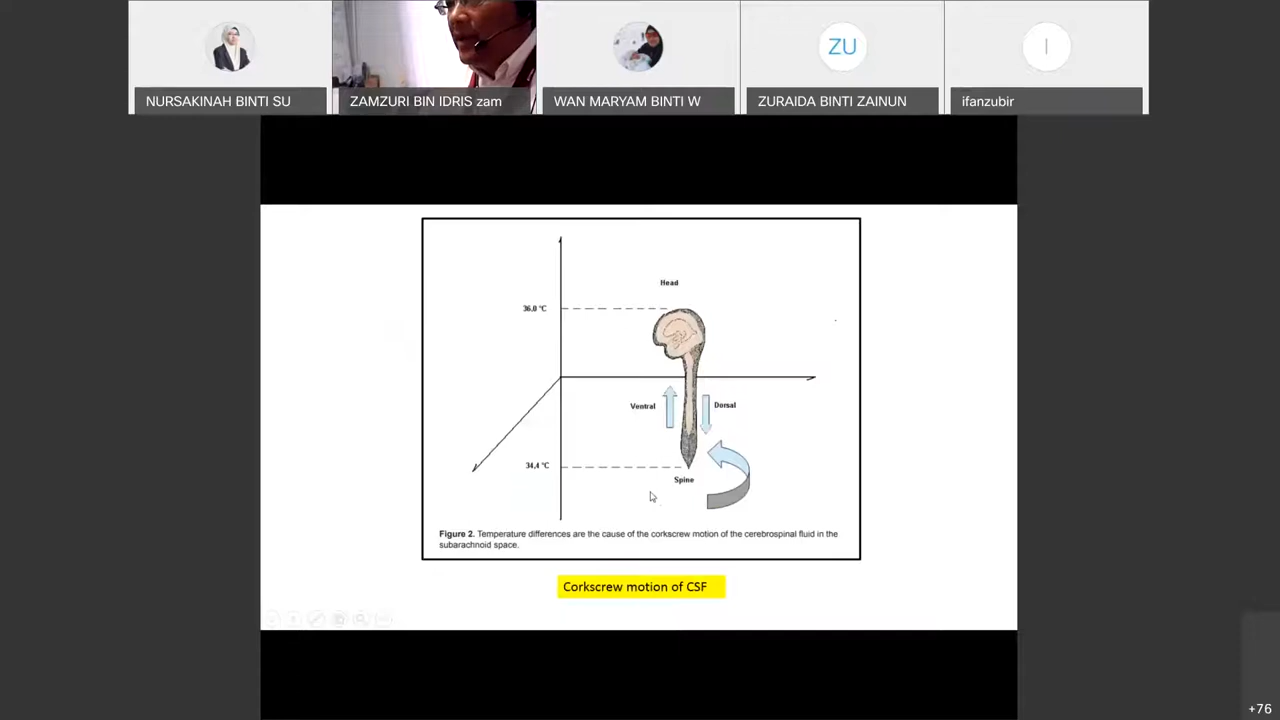 ZU
I
NURSAKINAH BINTI SU
ZAMZURI BIN IDRIS zam
WAN MARYAM BINTI W
ZURAIDA BINTI ZAINUN
ifanzubir
Head
36,0 °C
Ventral
Dorsal
34,4 °C
Spine
Figure 2. Temperature differences are the cause of the corkscrew motion of the cerebrospinal fluid in the
subarachnoid space.
Corkscrew motion of CSF
+76